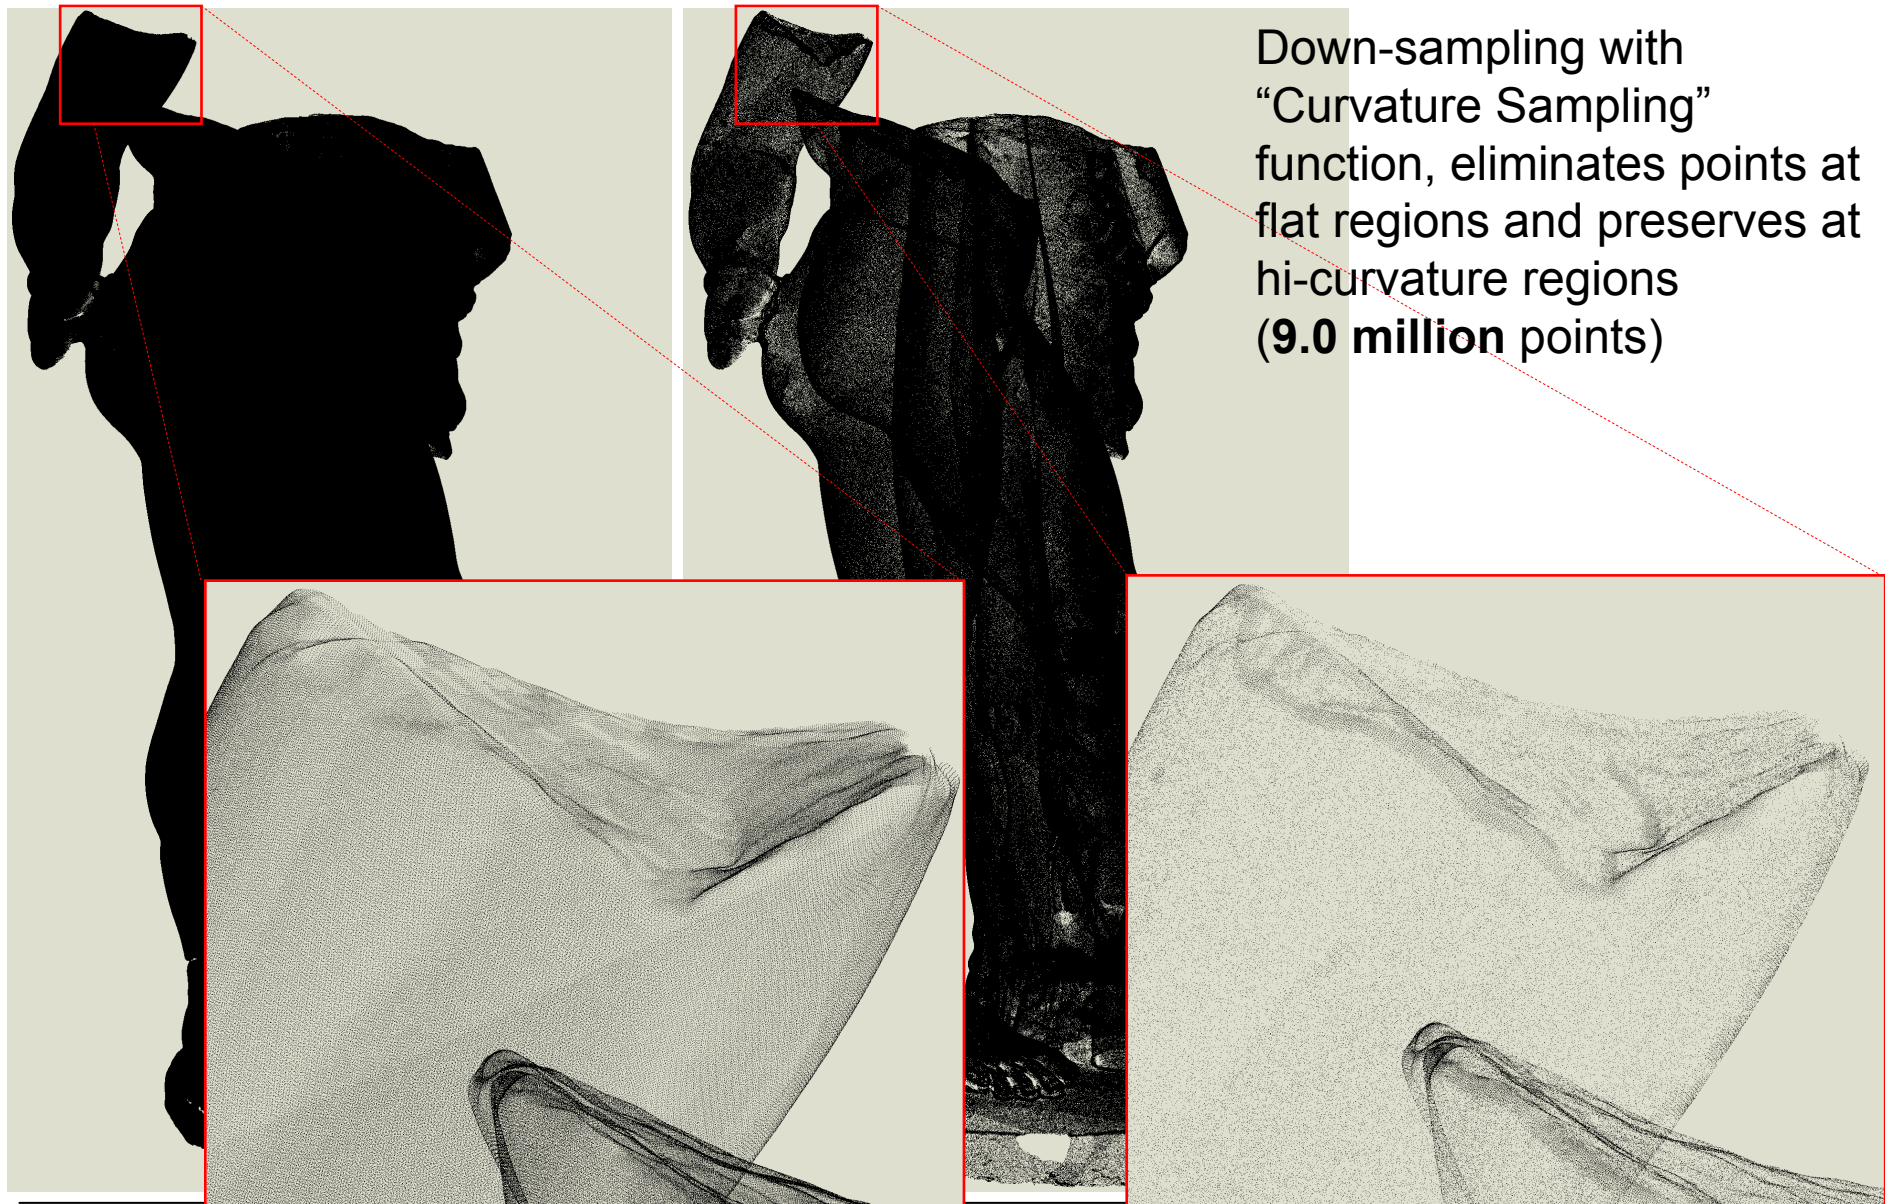 Down-sampling with
“Curvature Sampling”
function, eliminates points at
flat regions and preserves at
hi-curvature regions
(9.0 million points)